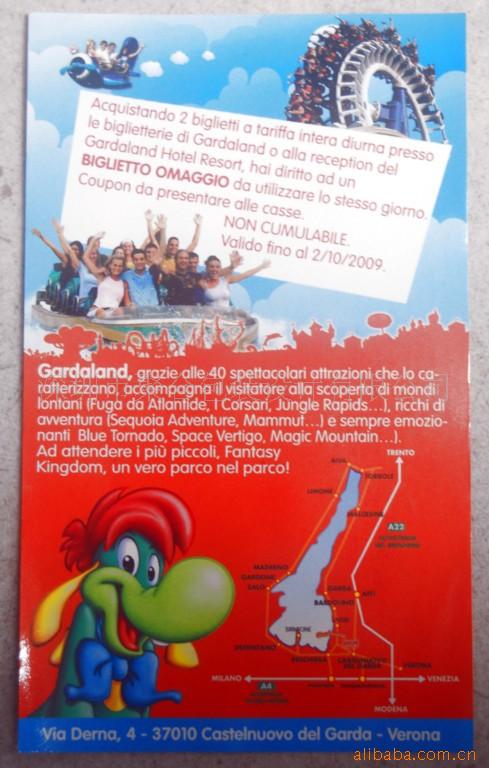 Acquistando 2 biglietti a tariffa intera diurna presso
le biglietterie di Gardaland o alla reception del
Gardaland Hotel Resort, hai diritto ad un
BIGLIETTO OMAGGIO da utilizzare lo stesso giorno.
Coupon da presentare alle casse.
NON CUMULABILE.
Valido fino al 2/10/2009.
Gardaland, grazie alle 40 spettacolari attrazioni che lo ca-
ratterizzano, accompagna il visitatore alla scoperta di mondi
lontani (Fuga da Atlantide, I Corsari, Jungle Rapids...), ricchi di
avventura (Sequoia Adventure, Mammut...) e sempre emozio-
nanti Blue Tornado, Space Vertigo, Magic Mountain...).
Ad attendere i più piccoli, Fantasy
Kingdom, un vero parco nel parco!
TRENTO
RIVA
TORBOLE
LIMONE
MALCESINE
A22
MADERNO
GARDONE
SALÒ
GARDA
AFFI
BARDOLINO
SIRMIONE
DESENZANO
PESCHIERA
CASTELNUOVO
DEL GARDA
VERONA
MILANO
VENEZIA
A4
MODENA
Via Derna, 4 - 37010 Castelnuovo del Garda - Verona
alibaba.com.cn